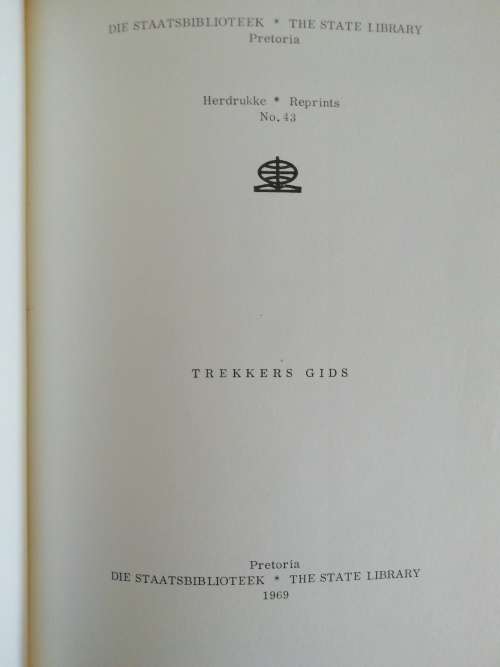 DIE STAATSBIBLIOTEEK * THE STATE LIBRARY
Pretoria
Herdrukke * Reprints
No. 43
TREKKERS GIDS
Pretoria
DIE STAATSBIBLIOTEEK * THE STATE LIBRARY
1969